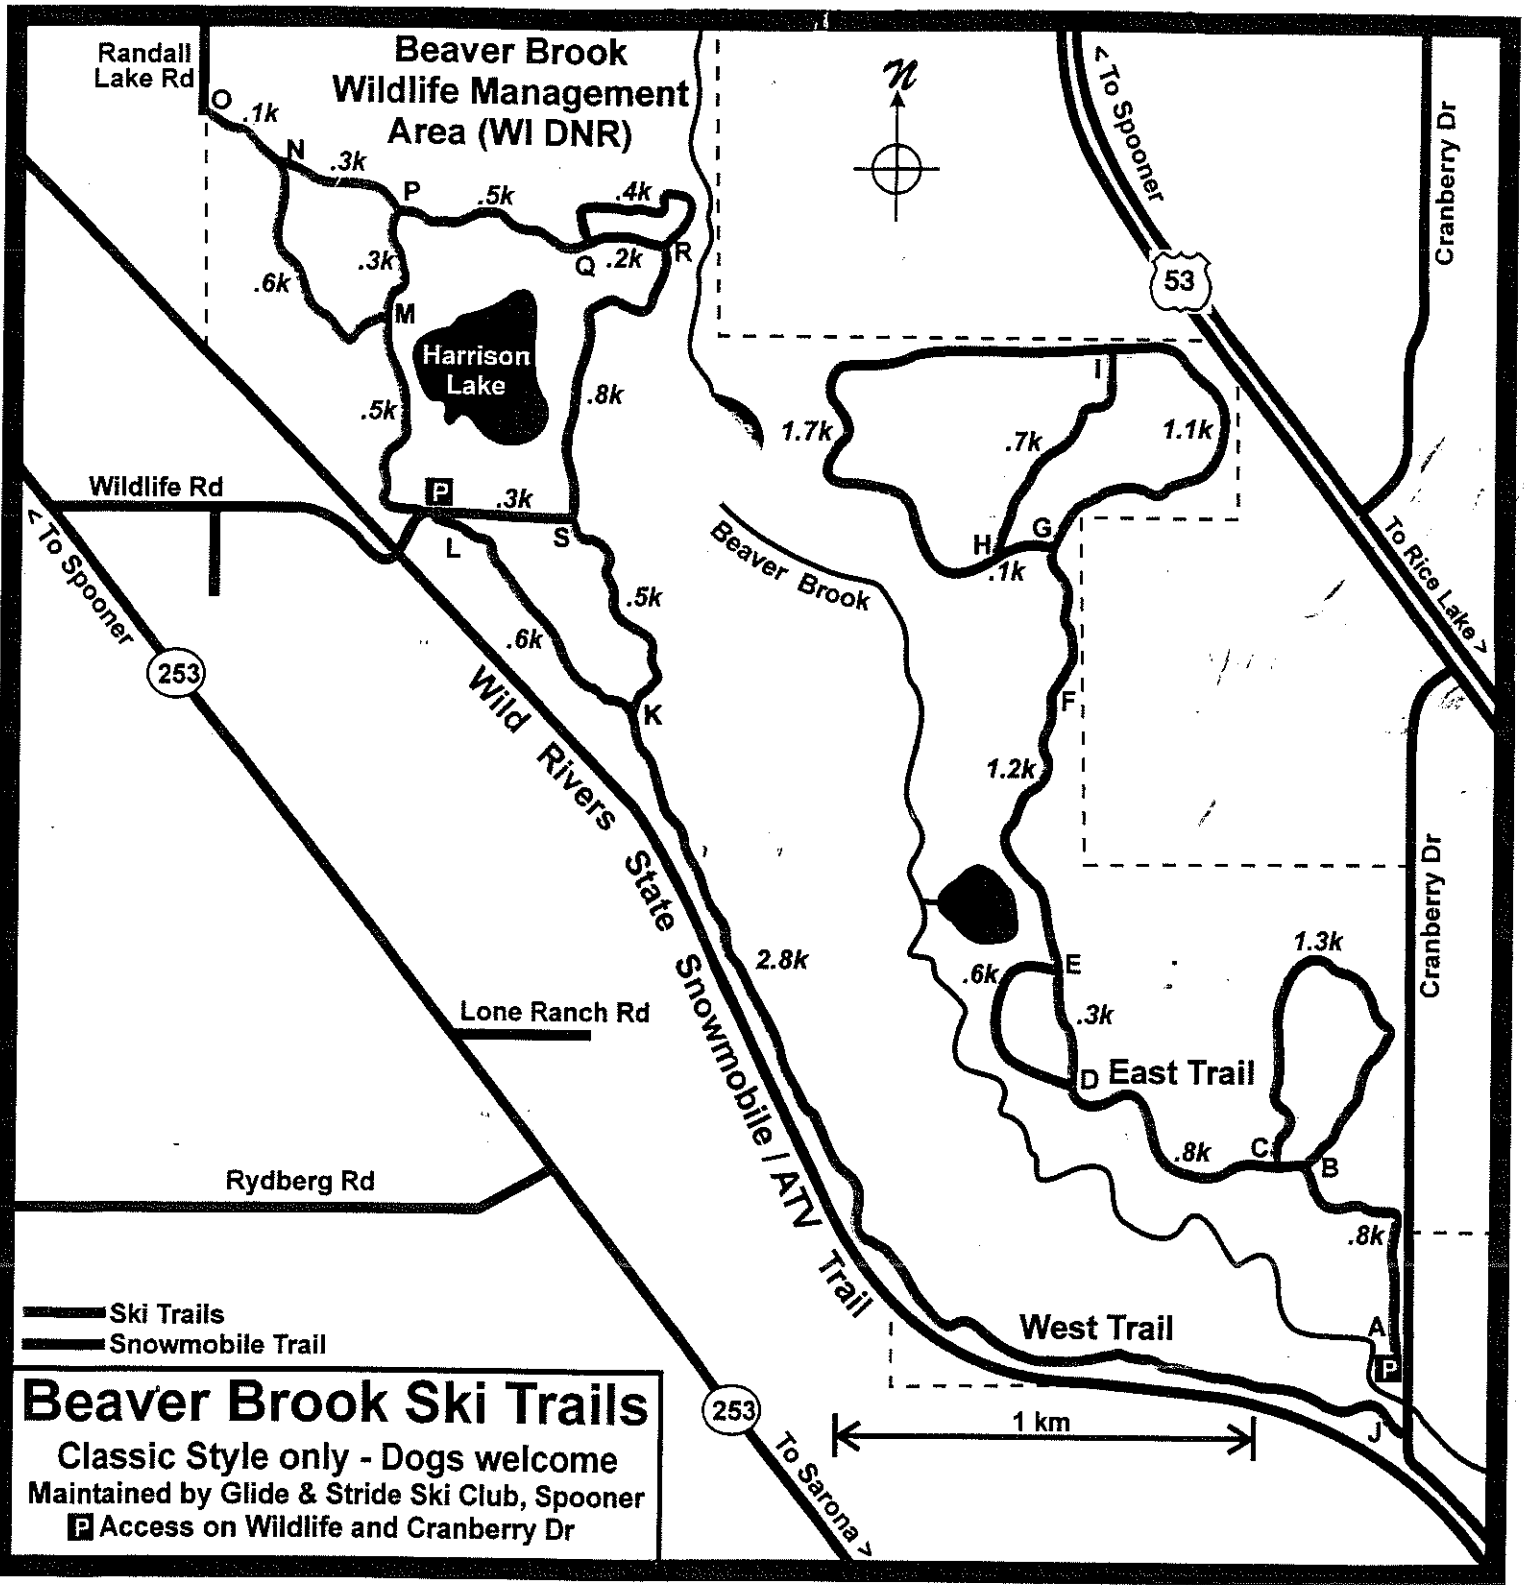 Randall
Lake Rd
Beaver Brook
Wildlife Management
Area (WI DNR)
N
< To Spooner
Cranberry Dr
53
O
.1k
N
.3k
P
.5k
.4k
Q
.2k
R
.3k
.6k
M
Harrison
Lake
.5k
.8k
I
1.7k
.7k
1.1k
Wildlife Rd
P
.3k
L
S
H
G
.1k
To Rice Lake >
< To Spooner
253
Beaver Brook
.5k
.6k
K
F
1.2k
Wild Rivers State Snowmobile / ATV Trail
2.8k
Cranberry Dr
1.3k
E
.6k
.3k
Lone Ranch Rd
D
East Trail
.8k
C
B
Rydberg Rd
.8k
A
P
West Trail
J
1 km
253
To Sarona >
Ski Trails
Snowmobile Trail
Beaver Brook Ski Trails
Classic Style only - Dogs welcome
Maintained by Glide & Stride Ski Club, Spooner
P Access on Wildlife and Cranberry Dr